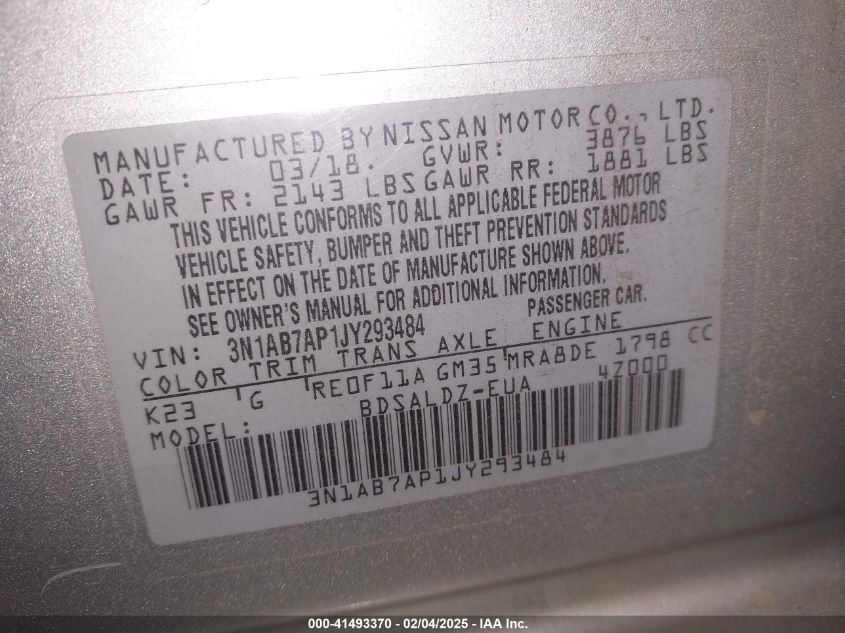 MANUFACTURED BY NISSAN MOTOR CO., LTD.
DATE: 03/18. GVWR: 3876 LBS
GAWR FR: 2143 LBS GAWR RR: 1881 LBS
THIS VEHICLE CONFORMS TO ALL APPLICABLE FEDERAL MOTOR
VEHICLE SAFETY, BUMPER AND THEFT PREVENTION STANDARDS
IN EFFECT ON THE DATE OF MANUFACTURE SHOWN ABOVE.
SEE OWNER'S MANUAL FOR ADDITIONAL INFORMATION.
VIN: 3N1AB7AP1JY293484 PASSENGER CAR.
COLOR TRIM TRANS AXLE ENGINE
K23 G RE0F11A GM35 MRA8DE 1798 CC
MODEL: BDSALDZ-EUA 47000
3N1AB7AP1JY293484
000-41493370 - 02/04/2025 - IAA Inc.